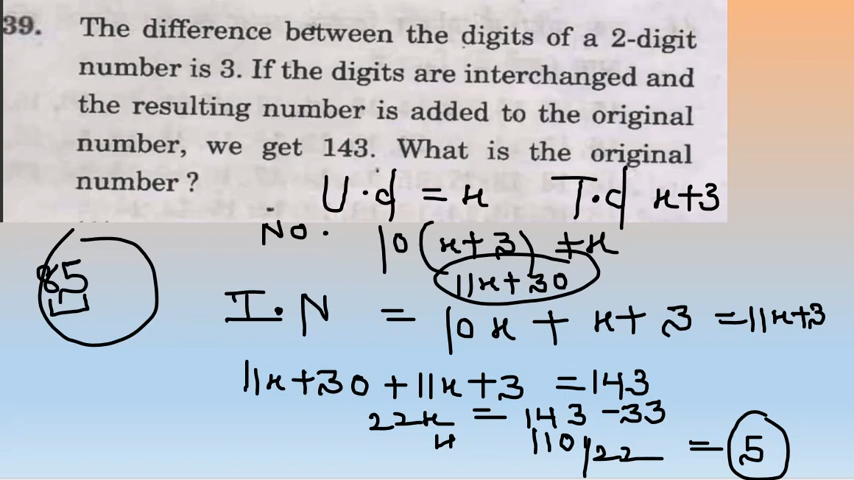 39. The difference between the digits of a 2-digit
number is 3. If the digits are interchanged and
the resulting number is added to the original
number, we get 143. What is the original
number ?
U.d = x T.d x+3
No. 10(x+3)+x
11x+30
85
I.N = 10x + x + 3 = 11x+3
11x+30+11x+3 = 143
22x = 143-33
x 110/22 = 5